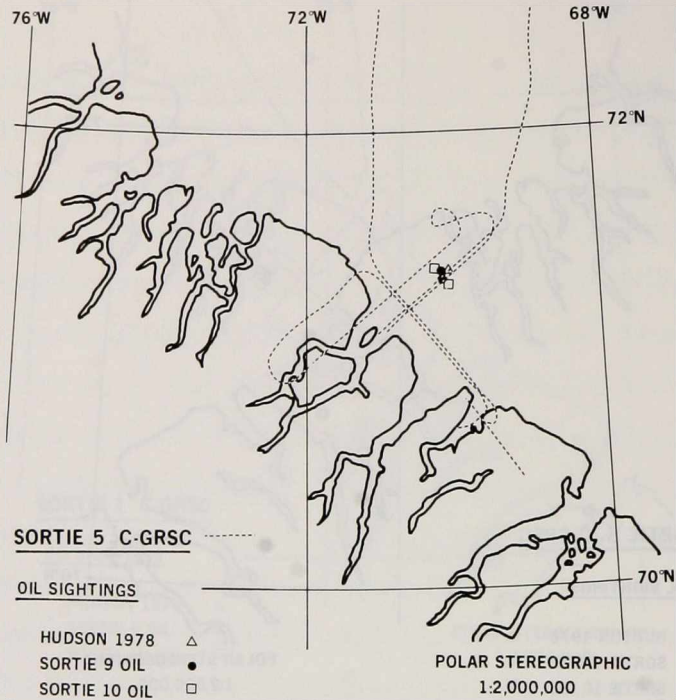 76°W
72°W
68°W
72°N
SORTIE 5 C-GRSC
OIL SIGHTINGS
70°N
HUDSON 1978 △
SORTIE 9 OIL ●
SORTIE 10 OIL □
POLAR STEREOGRAPHIC
1:2,000,000